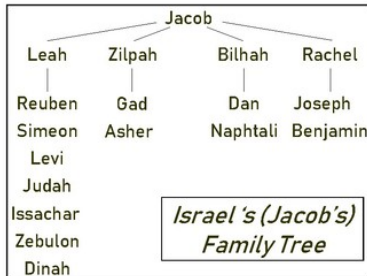 Jacob
Leah Zilpah Bilhah Rachel
Reuben Gad Dan Joseph
Simeon Asher Naphtali Benjamin
Levi
Judah
Issachar
Zebulon
Dinah
Israel 's (Jacob's)
Family Tree